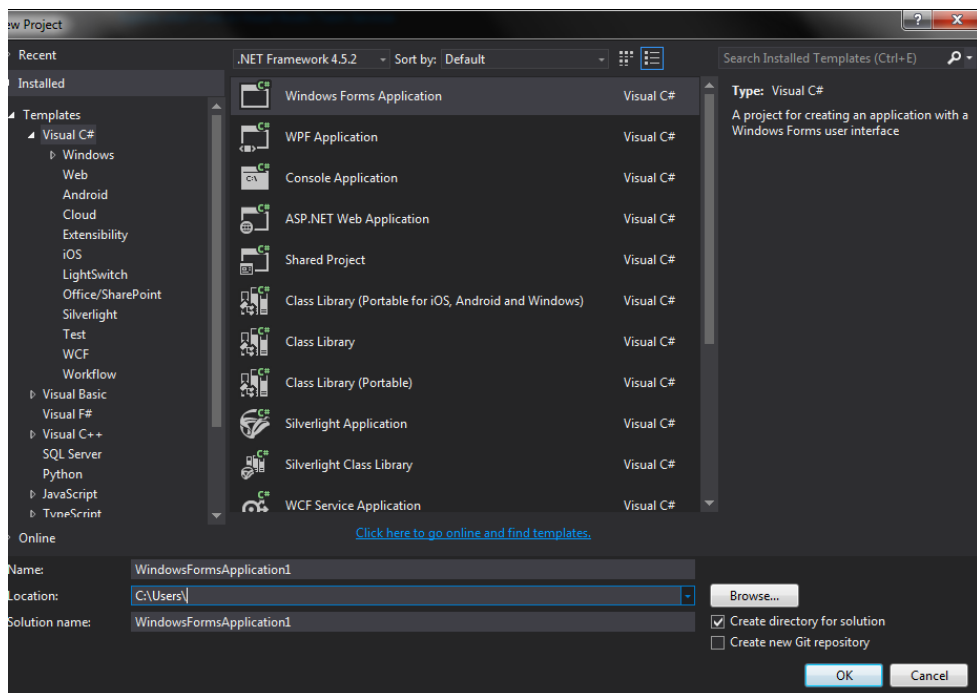 ew Project
Recent
.NET Framework 4.5.2 Sort by: Default
Search Installed Templates (Ctrl+E)
Installed
Templates
Visual C#
Windows
Web
Android
Cloud
Extensibility
iOS
LightSwitch
Office/SharePoint
Silverlight
Test
WCF
Workflow
Visual Basic
Visual F#
Visual C++
SQL Server
Python
JavaScript
TypeScript
Online
Windows Forms Application Visual C#
WPF Application Visual C#
Console Application Visual C#
ASP.NET Web Application Visual C#
Shared Project Visual C#
Class Library (Portable for iOS, Android and Windows) Visual C#
Class Library Visual C#
Class Library (Portable) Visual C#
Silverlight Application Visual C#
Silverlight Class Library Visual C#
WCF Service Application Visual C#
Click here to go online and find templates.
Type: Visual C#
A project for creating an application with a
Windows Forms user interface
Name: WindowsFormsApplication1
Location: C:\Users\
Browse...
Solution name: WindowsFormsApplication1
Create directory for solution
Create new Git repository
OK Cancel